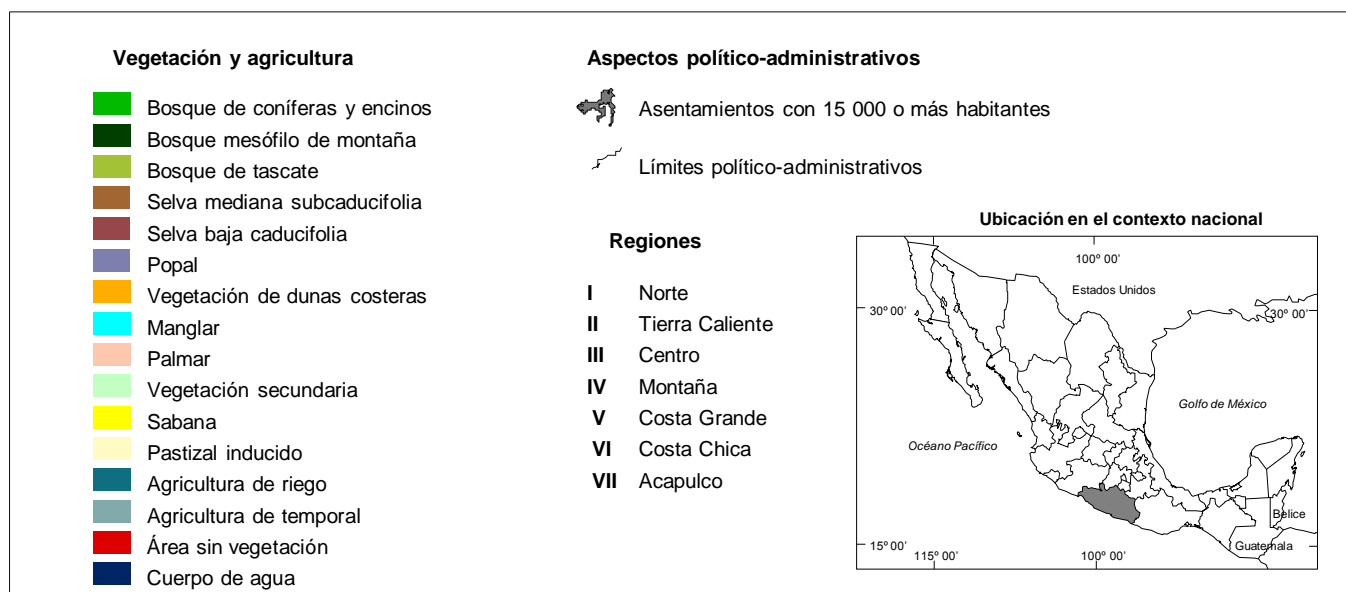 Vegetación y agricultura
Bosque de coníferas y encinos
Bosque mesófilo de montaña
Bosque de tascate
Selva mediana subcaducifolia
Selva baja caducifolia
Popal
Vegetación de dunas costeras
Manglar
Palmar
Vegetación secundaria
Sabana
Pastizal inducido
Agricultura de riego
Agricultura de temporal
Área sin vegetación
Cuerpo de agua
Aspectos político-administrativos
Asentamientos con 15 000 o más habitantes
Límites político-administrativos
Regiones
I Norte
II Tierra Caliente
III Centro
IV Montaña
V Costa Grande
VI Costa Chica
VII Acapulco
Ubicación en el contexto nacional
100º 00'
Estados Unidos
30º 00'
30º 00'
Golfo de México
Océano Pacífico
Belice
Guatemala
15º 00'
115º 00'
100º 00'
15º 00'